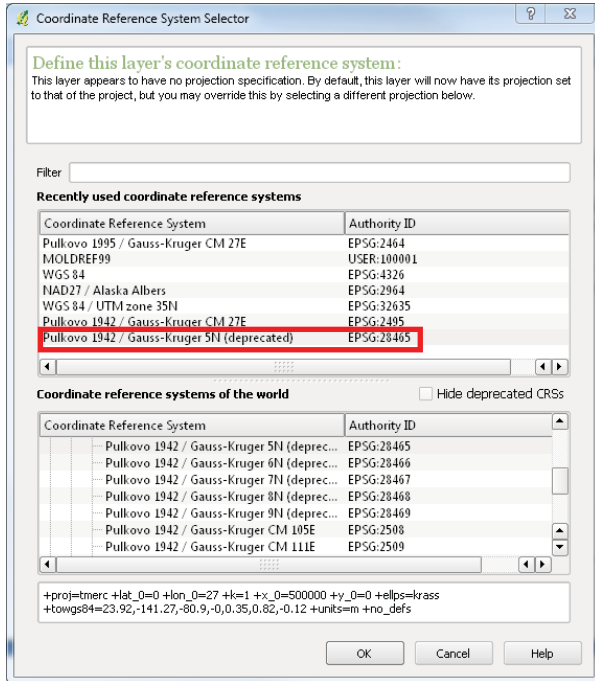 Coordinate Reference System Selector
Define this layer's coordinate reference system:
This layer appears to have no projection specification. By default, this layer will now have its projection set
to that of the project, but you may override this by selecting a different projection below.
Filter
Recently used coordinate reference systems
Coordinate Reference System Authority ID
Pulkovo 1995 / Gauss-Kruger CM 27E EPSG:2464
MOLDREF99 USER:100001
WGS 84 EPSG:4326
NAD27 / Alaska Albers EPSG:2964
WGS 84 / UTM zone 35N EPSG:32635
Pulkovo 1942 / Gauss-Kruger CM 27E EPSG:2495
Pulkovo 1942 / Gauss-Kruger 5N (deprecated) EPSG:28465
Coordinate reference systems of the world Hide deprecated CRSs
Coordinate Reference System Authority ID
Pulkovo 1942 / Gauss-Kruger 5N (deprec... EPSG:28465
Pulkovo 1942 / Gauss-Kruger 6N (deprec... EPSG:28466
Pulkovo 1942 / Gauss-Kruger 7N (deprec... EPSG:28467
Pulkovo 1942 / Gauss-Kruger 8N (deprec... EPSG:28468
Pulkovo 1942 / Gauss-Kruger 9N (deprec... EPSG:28469
Pulkovo 1942 / Gauss-Kruger CM 105E EPSG:2508
Pulkovo 1942 / Gauss-Kruger CM 111E EPSG:2509
+proj=tmerc +lat_0=0 +lon_0=27 +k=1 +x_0=500000 +y_0=0 +ellps=krass
+towgs84=23.92,-141.27,-80.9,-0,0.35,0.82,-0.12 +units=m +no_defs
OK Cancel Help